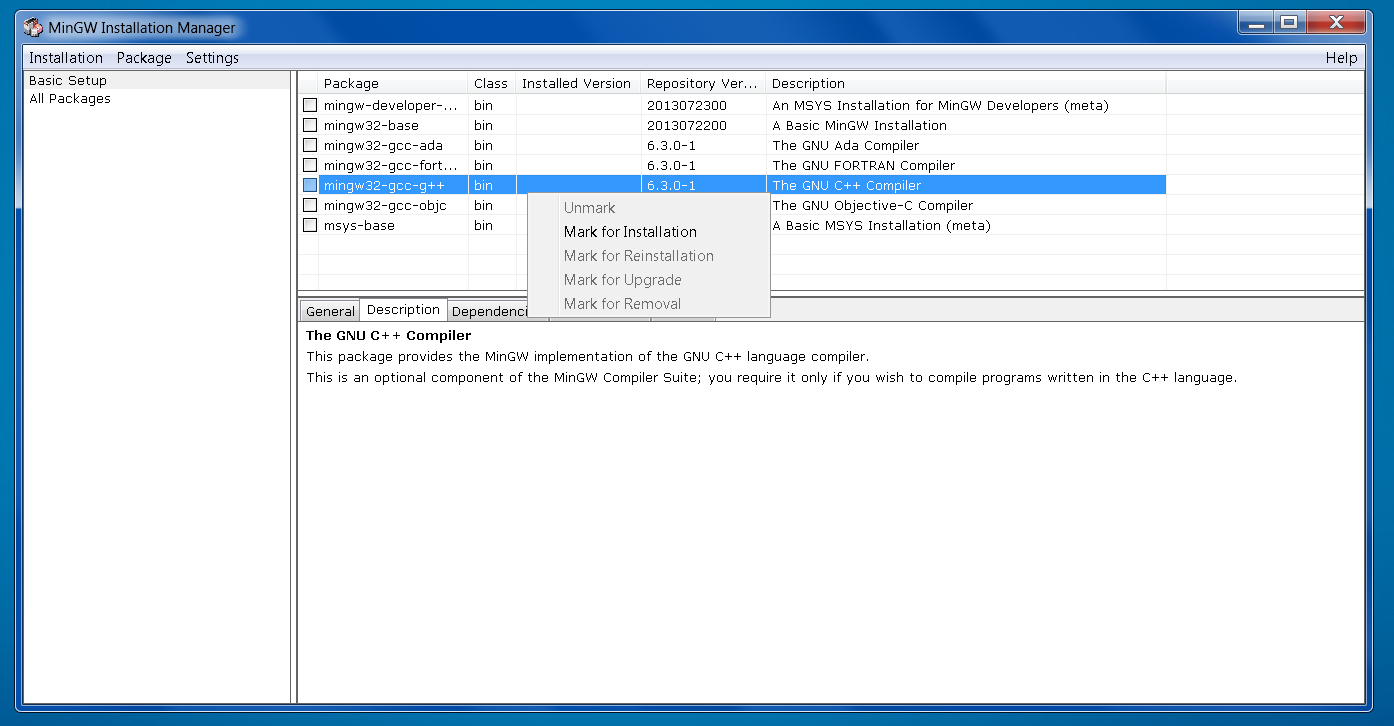 MinGW Installation Manager
Installation Package Settings Help
Basic Setup
All Packages
Package Class Installed Version Repository Ver... Description
mingw-developer-... bin 2013072300 An MSYS Installation for MinGW Developers (meta)
mingw32-base bin 2013072200 A Basic MinGW Installation
mingw32-gcc-ada bin 6.3.0-1 The GNU Ada Compiler
mingw32-gcc-fort... bin 6.3.0-1 The GNU FORTRAN Compiler
mingw32-gcc-g++ bin 6.3.0-1 The GNU C++ Compiler
mingw32-gcc-objc bin The GNU Objective-C Compiler
msys-base bin A Basic MSYS Installation (meta)
Unmark
Mark for Installation
Mark for Reinstallation
Mark for Upgrade
Mark for Removal
General Description Dependenci
The GNU C++ Compiler
This package provides the MinGW implementation of the GNU C++ language compiler.
This is an optional component of the MinGW Compiler Suite; you require it only if you wish to compile programs written in the C++ language.